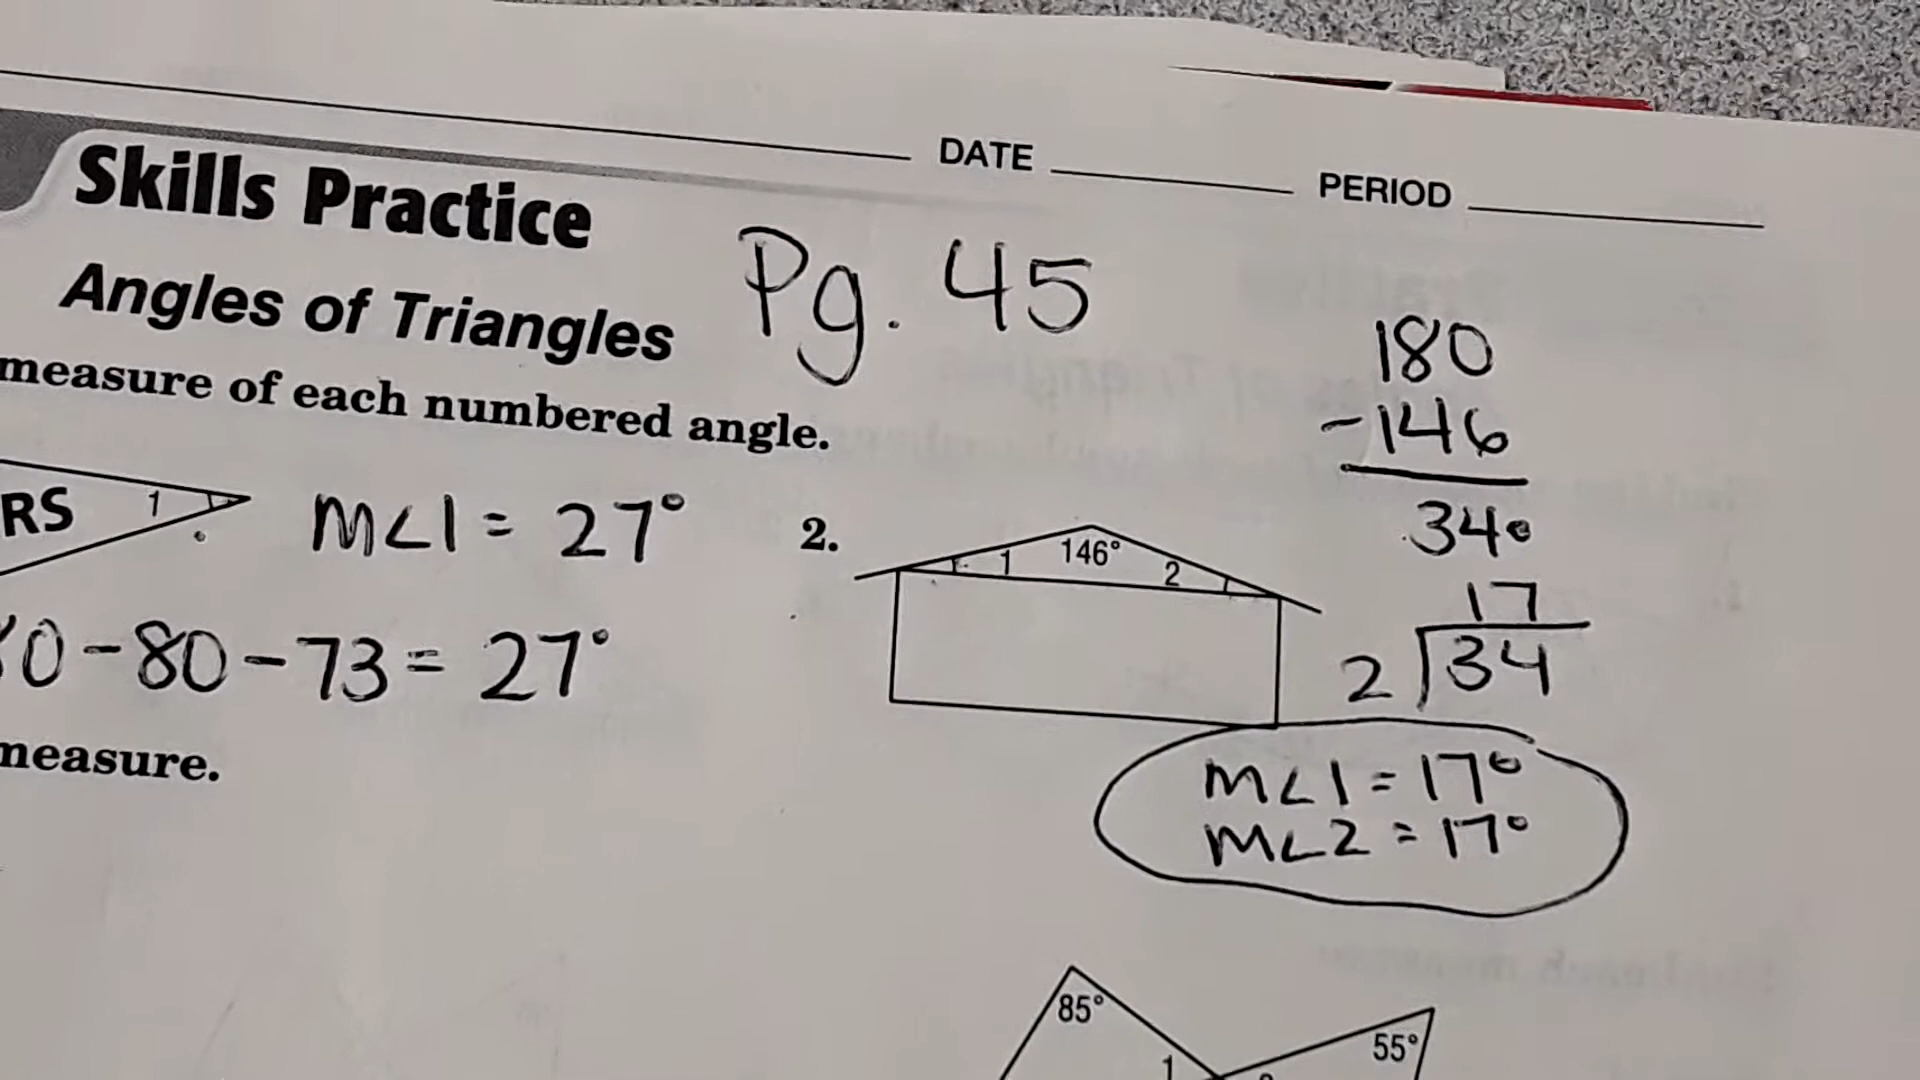 DATE
PERIOD
Skills Practice
Pg. 45
Angles of Triangles
measure of each numbered angle.
180
-146
34°
RS 1
m∠1 = 27°
2.
1 146° 2
17
2 34
0-80-73= 27°
m∠1 = 17°
m∠2 = 17°
measure.
85°
1
55°